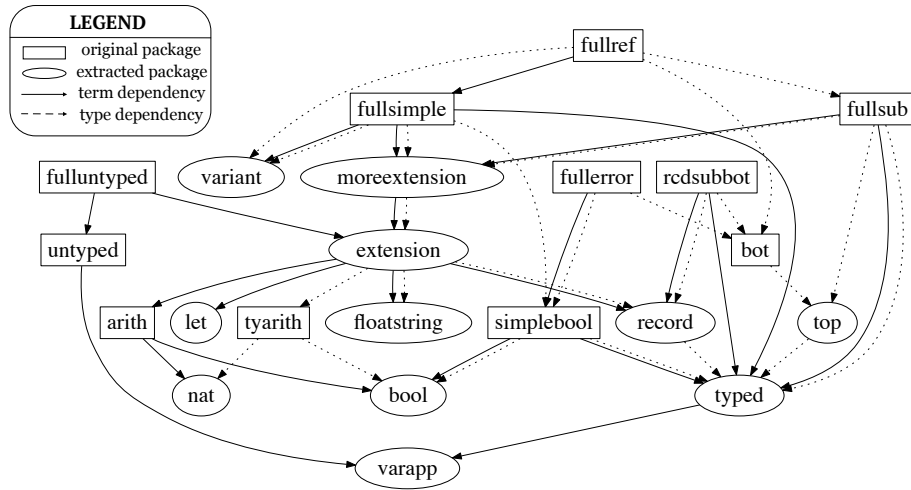 LEGEND
original package
extracted package
term dependency
type dependency
fullref
fullsimple
fullsub
fulluntyped
variant
moreextension
fullerror
rcdsubbot
untyped
extension
bot
arith
let
tyarith
floatstring
simplebool
record
top
nat
bool
typed
varapp